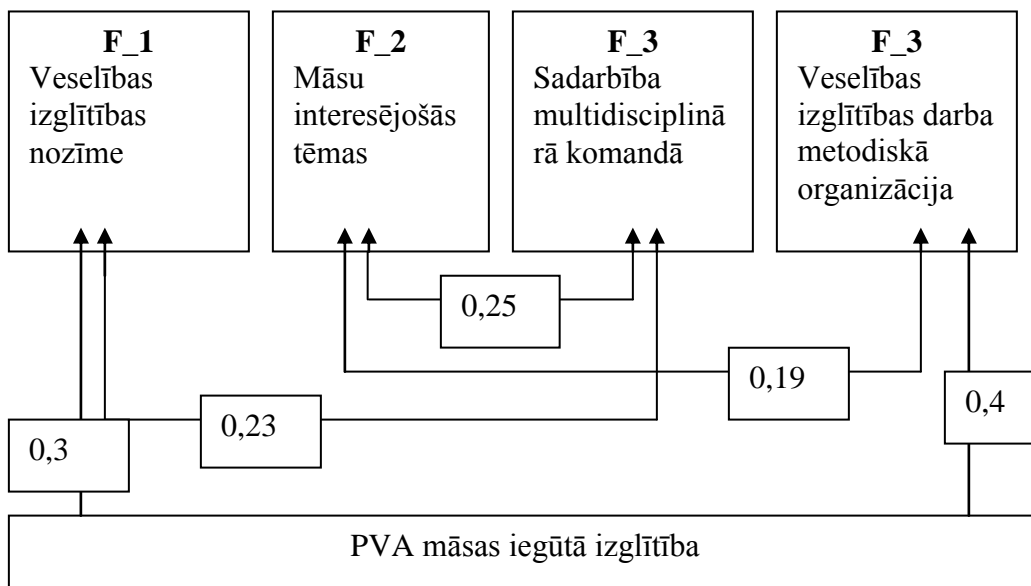 F_1
Veselības
izglītības
nozīme
F_2
Māsu
interesējošās
tēmas
F_3
Sadarbība
multidisciplinā
rā komandā
F_3
Veselības
izglītības darba
metodiskā
organizācija
0,25
0,19
0,4
0,23
0,3
PVA māsas iegūtā izglītība